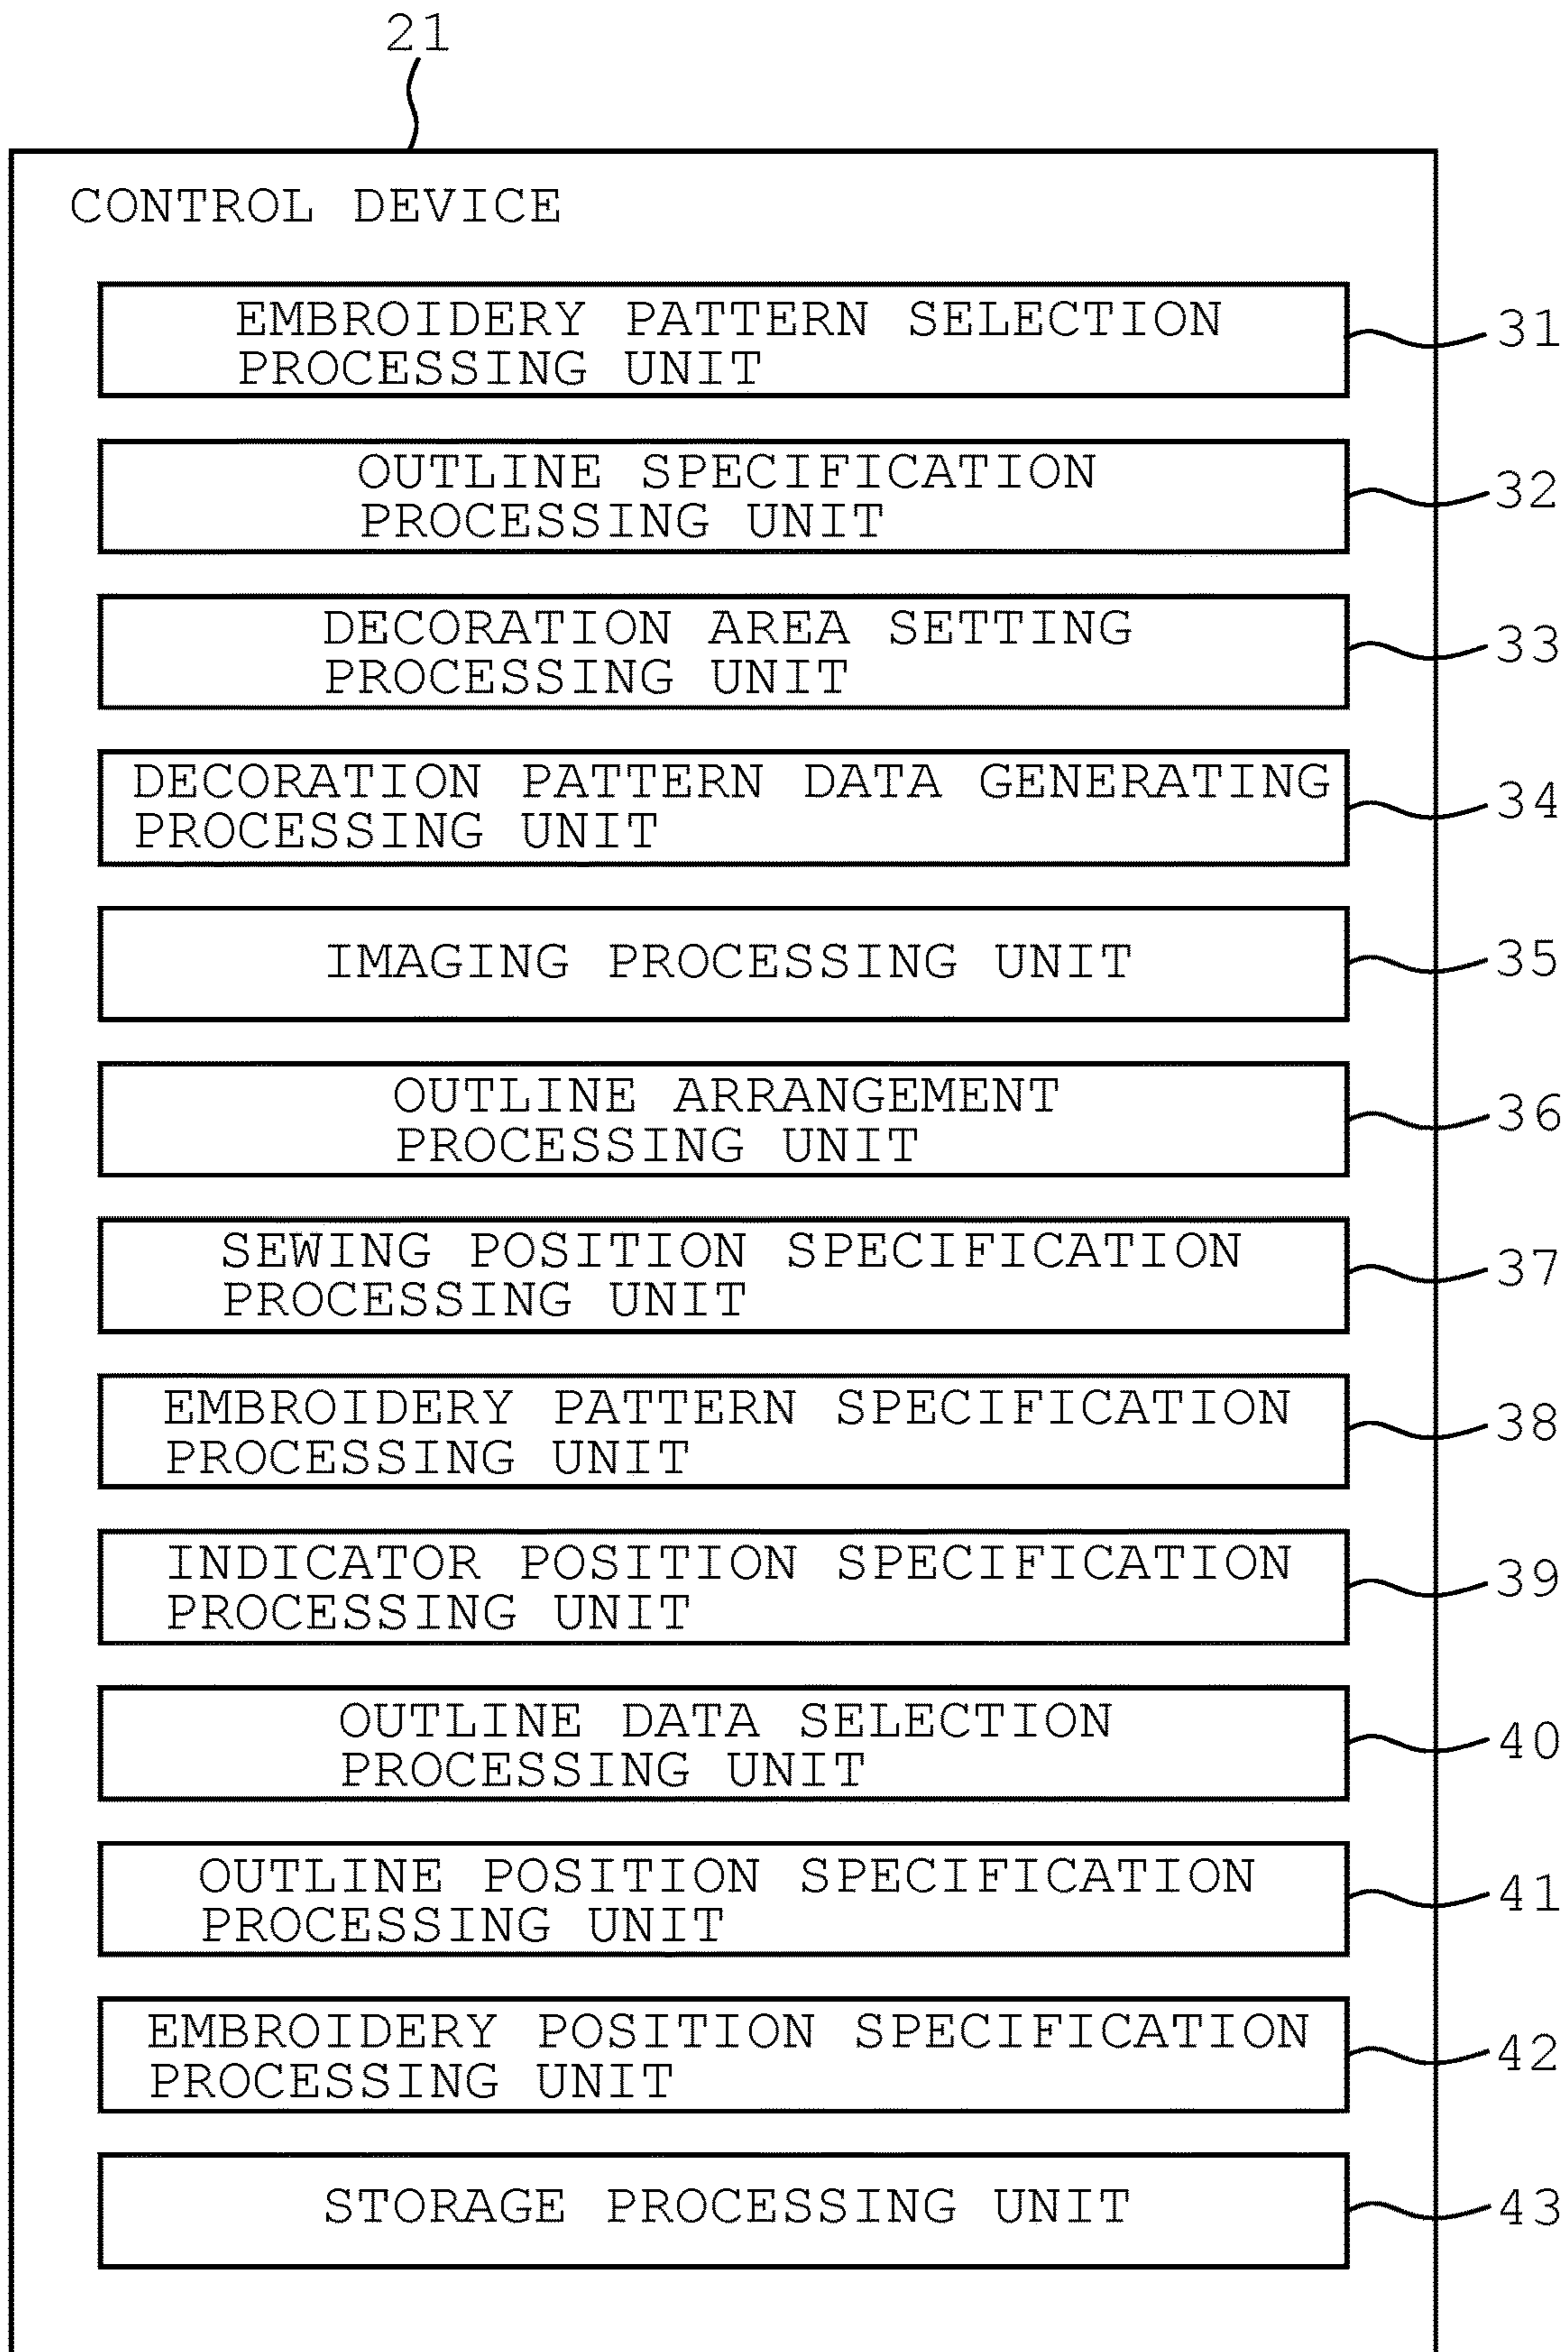 21
CONTROL DEVICE
EMBROIDERY PATTERN SELECTION
PROCESSING UNIT
31
OUTLINE SPECIFICATION
PROCESSING UNIT
32
DECORATION AREA SETTING
PROCESSING UNIT
33
DECORATION PATTERN DATA GENERATING
PROCESSING UNIT
34
IMAGING PROCESSING UNIT
35
OUTLINE ARRANGEMENT
PROCESSING UNIT
36
SEWING POSITION SPECIFICATION
PROCESSING UNIT
37
EMBROIDERY PATTERN SPECIFICATION
PROCESSING UNIT
38
INDICATOR POSITION SPECIFICATION
PROCESSING UNIT
39
OUTLINE DATA SELECTION
PROCESSING UNIT
40
OUTLINE POSITION SPECIFICATION
PROCESSING UNIT
41
EMBROIDERY POSITION SPECIFICATION
PROCESSING UNIT
42
STORAGE PROCESSING UNIT
43